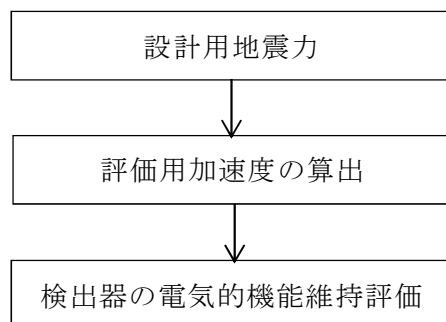 設計用地震力
評価用加速度の算出
検出器の電気的機能維持評価